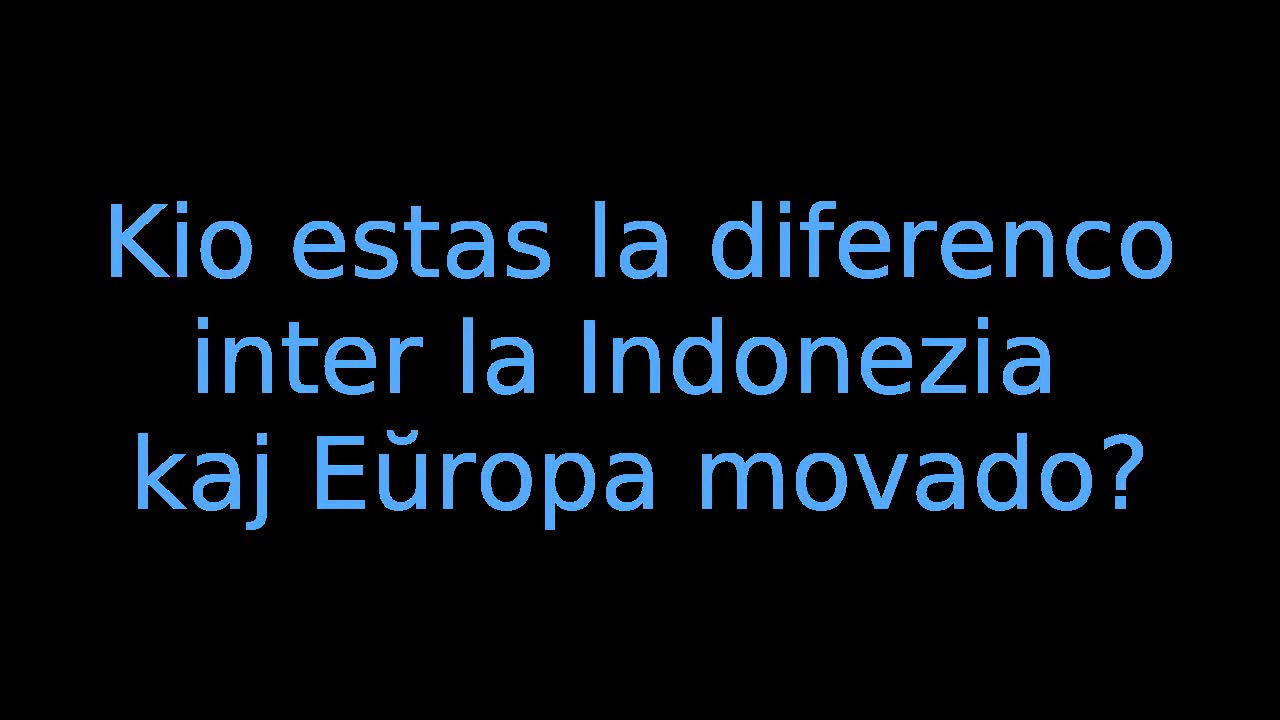 Kio estas la diferenco
inter la Indonezia
kaj Eŭropa movado?